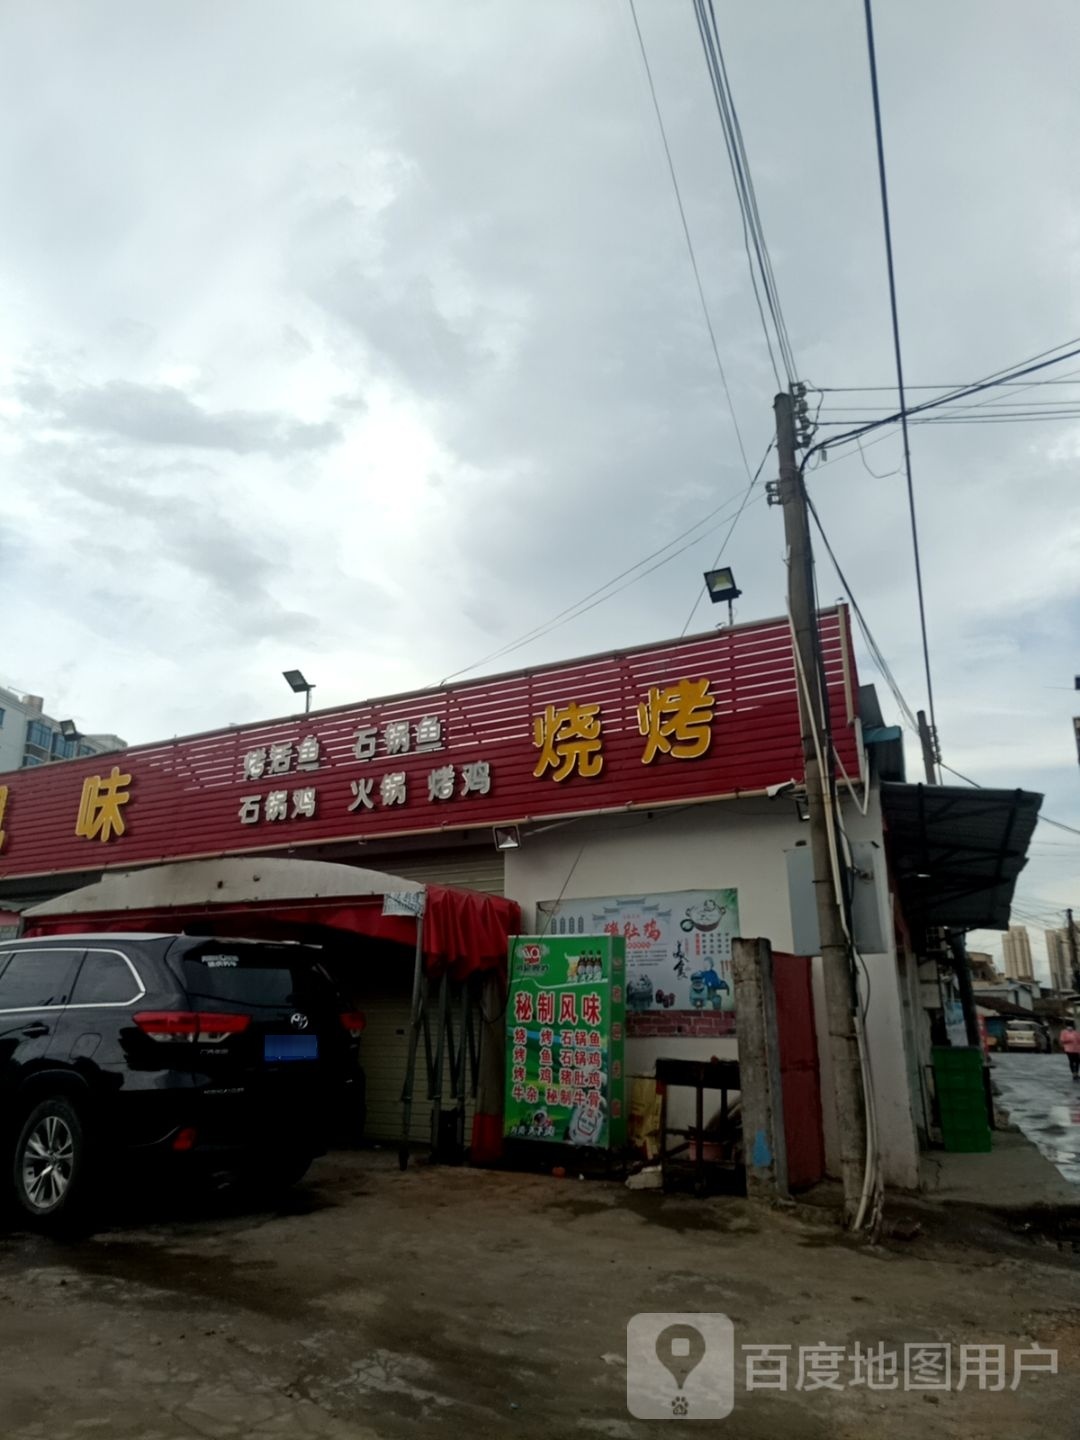 味
烤活鱼 石锅鱼
石锅鸡 火锅 烤鸡
烧烤
猪肚鸡
秘制风味
烧 烤 石锅鱼
烤 鱼 石锅鸡
烤 鸡 猪肚鸡
牛杂 秘制牛骨
百度地图用户